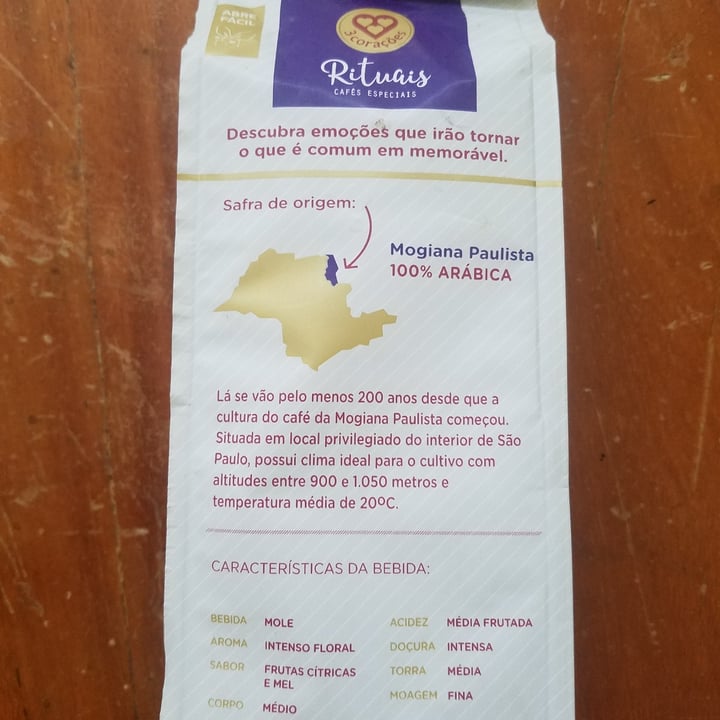 ABRE
FÁCIL
3 corações
Rituais
CAFÉS ESPECIAIS
Descubra emoções que irão tornar
o que é comum em memorável.
Safra de origem:
Mogiana Paulista
100% ARÁBICA
Lá se vão pelo menos 200 anos desde que a
cultura do café da Mogiana Paulista começou.
Situada em local privilegiado do interior de São
Paulo, possui clima ideal para o cultivo com
altitudes entre 900 e 1.050 metros e
temperatura média de 20ºC.
CARACTERÍSTICAS DA BEBIDA:
BEBIDA MOLE
AROMA INTENSO FLORAL
SABOR FRUTAS CÍTRICAS
E MEL
CORPO MÉDIO
ACIDEZ MÉDIA FRUTADA
DOÇURA INTENSA
TORRA MÉDIA
MOAGEM FINA